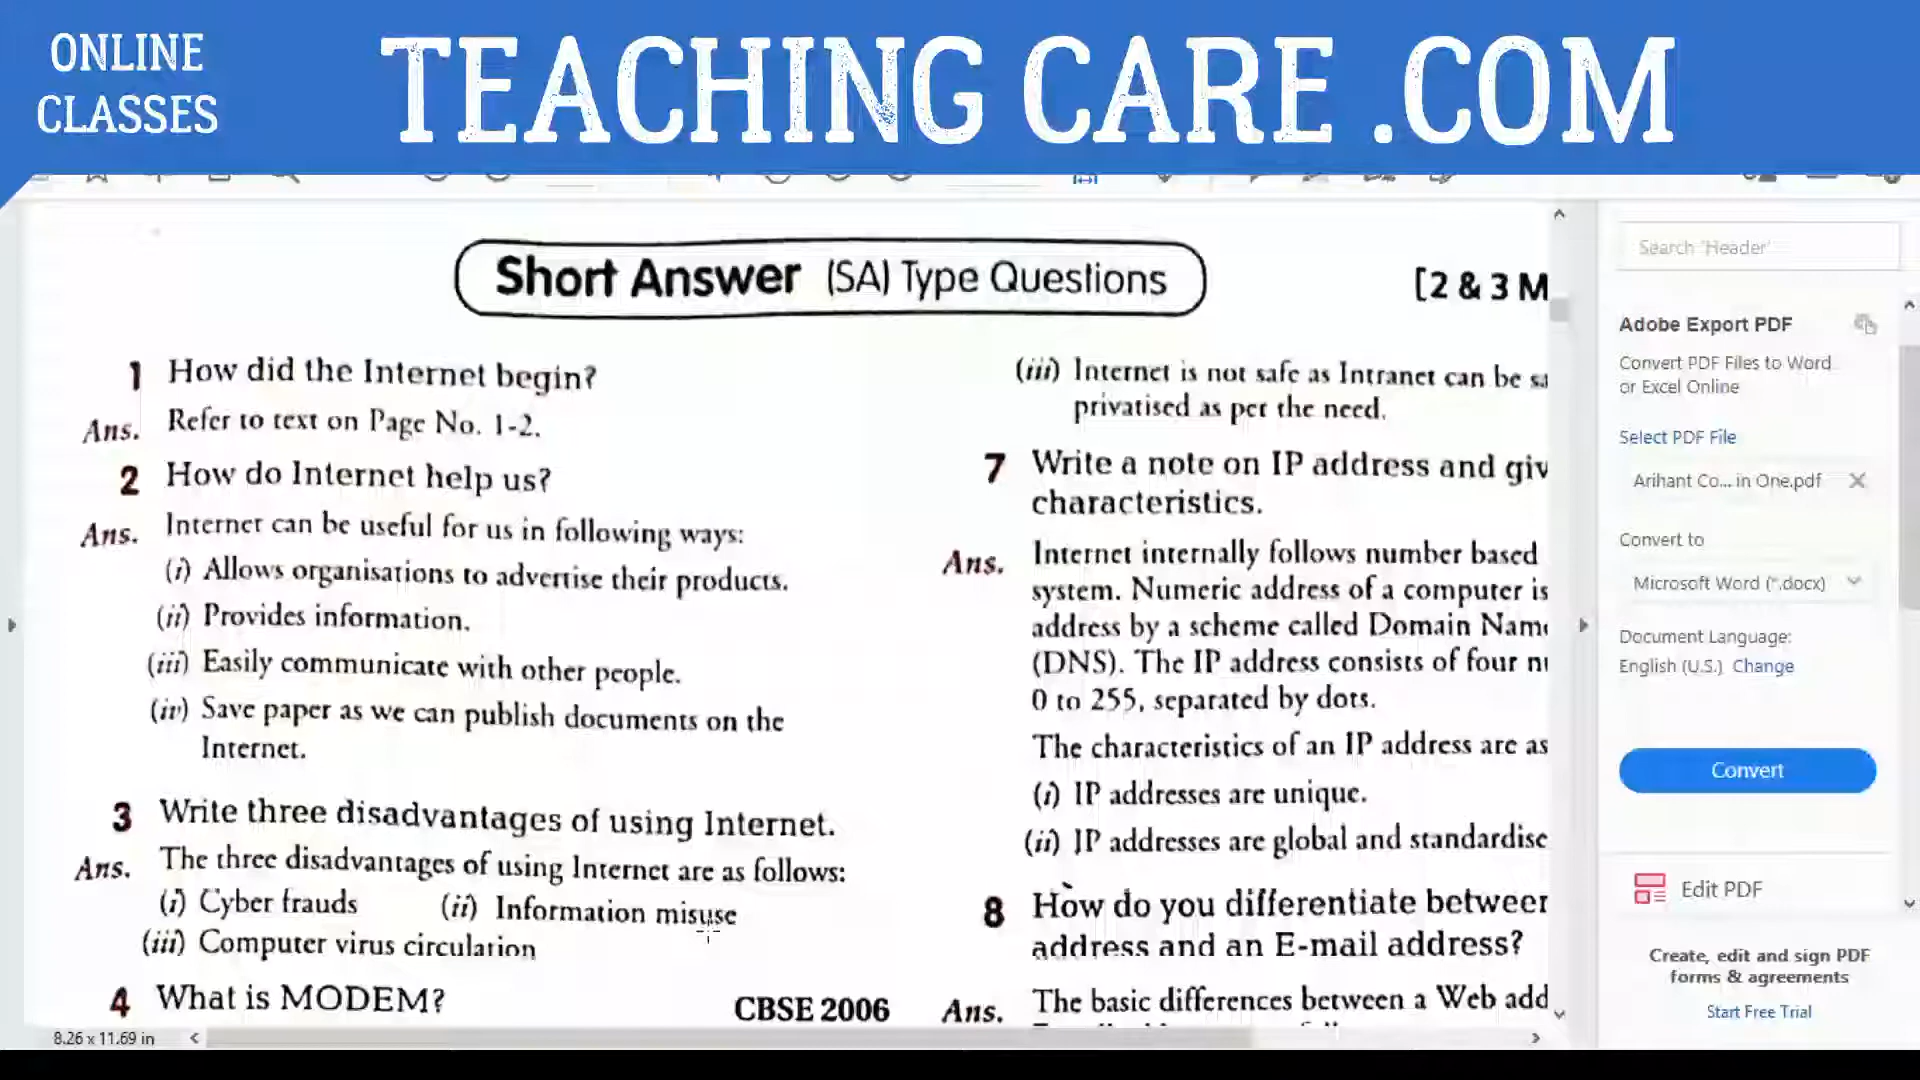 ONLINE
CLASSES
TEACHING CARE .COM
Short Answer (SA) Type Questions
[2 & 3 M
1 How did the Internet begin?
Ans. Refer to text on Page No. 1-2.
2 How do Internet help us?
Ans. Internet can be useful for us in following ways:
(i) Allows organisations to advertise their products.
(ii) Provides information.
(iii) Easily communicate with other people.
(iv) Save paper as we can publish documents on the
Internet.
3 Write three disadvantages of using Internet.
Ans. The three disadvantages of using Internet are as follows:
(i) Cyber frauds (ii) Information misuse
(iii) Computer virus circulation
4 What is MODEM? CBSE 2006
(iii) Internet is not safe as Intranet can be
privatised as per the need.
7 Write a note on IP address and giv
characteristics.
Ans. Internet internally follows number based
system. Numeric address of a computer is
address by a scheme called Domain Name
(DNS). The IP address consists of four
0 to 255, separated by dots.
The characteristics of an IP address are as
(i) IP addresses are unique.
(ii) IP addresses are global and standardise
8 How do you differentiate between
address and an E-mail address?
Ans. The basic differences between a Web add
8.26 x 11.69 in
Search 'Header'
Adobe Export PDF
Convert PDF Files to Word
or Excel Online
Select PDF File
Arihant Co... in One.pdf
Convert to
Microsoft Word (*.docx)
Document Language:
English (U.S.) Change
Convert
Edit PDF
Create, edit and sign PDF
forms & agreements
Start Free Trial